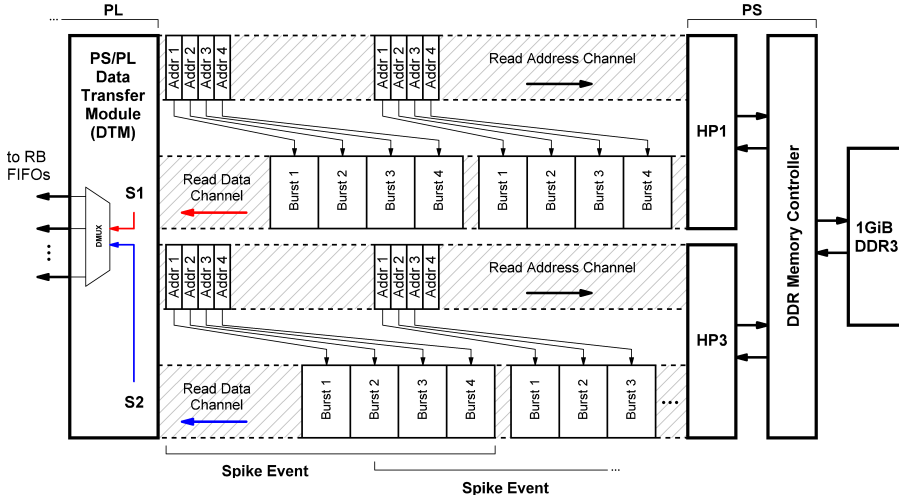 ... PL
PS
PS/PL
Data
Transfer
Module
(DTM)
Addr 1
Addr 2
Addr 3
Addr 4
Addr 1
Addr 2
Addr 3
Addr 4
Read Address Channel
HP1
to RB
FIFOs
S1
DMUX
Read Data
Channel
Burst 1
Burst 2
Burst 3
Burst 4
Burst 1
Burst 2
Burst 3
Burst 4
DDR Memory Controller
1GiB
DDR3
Addr 1
Addr 2
Addr 3
Addr 4
Addr 1
Addr 2
Addr 3
Addr 4
Read Address Channel
HP3
S2
Read Data
Channel
Burst 1
Burst 2
Burst 3
Burst 4
Burst 1
Burst 2
Burst 3
...
Spike Event
...
Spike Event